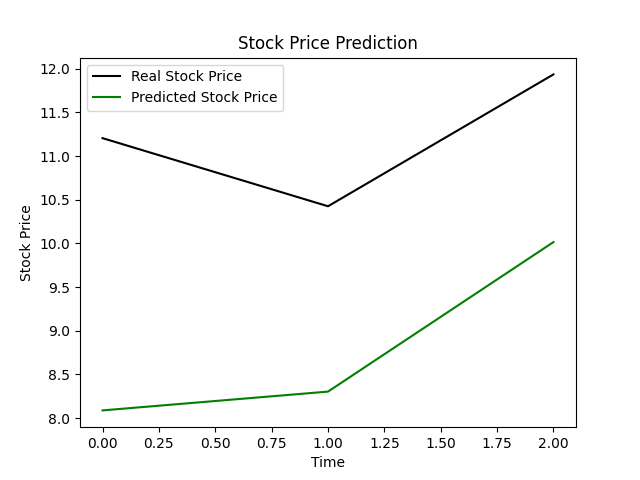 Stock Price Prediction
Real Stock Price
Predicted Stock Price
Stock Price
12.0
11.5
11.0
10.5
10.0
9.5
9.0
8.5
8.0
0.00 0.25 0.50 0.75 1.00 1.25 1.50 1.75 2.00
Time